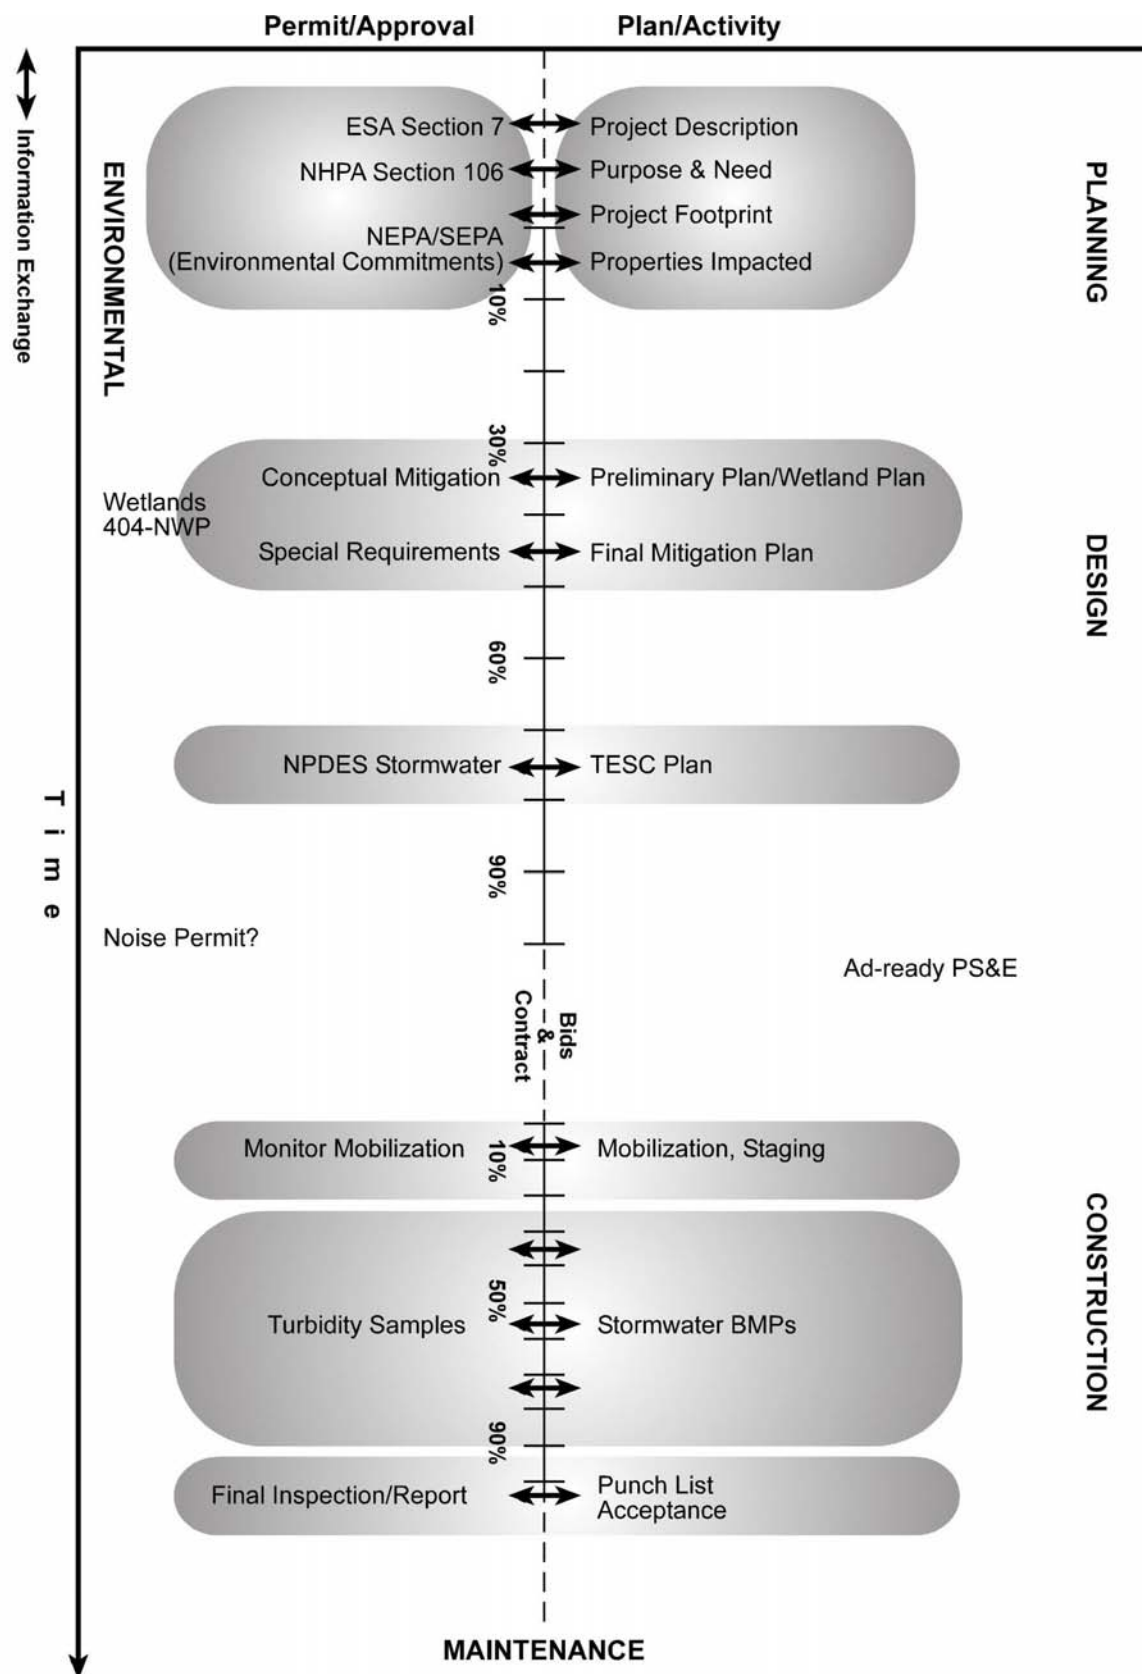 Permit/Approval
Plan/Activity
Information Exchange
ENVIRONMENTAL
PLANNING
ESA Section 7
Project Description
NHPA Section 106
Purpose & Need
Project Footprint
NEPA/SEPA
(Environmental Commitments)
Properties Impacted
10%
30%
Conceptual Mitigation
Preliminary Plan/Wetland Plan
Wetlands
404-NWP
Special Requirements
Final Mitigation Plan
DESIGN
60%
NPDES Stormwater
TESC Plan
Time
90%
Noise Permit?
Ad-ready PS&E
Bids
&
Contract
Monitor Mobilization
10%
Mobilization, Staging
CONSTRUCTION
50%
Turbidity Samples
Stormwater BMPs
90%
Final Inspection/Report
Punch List
Acceptance
MAINTENANCE